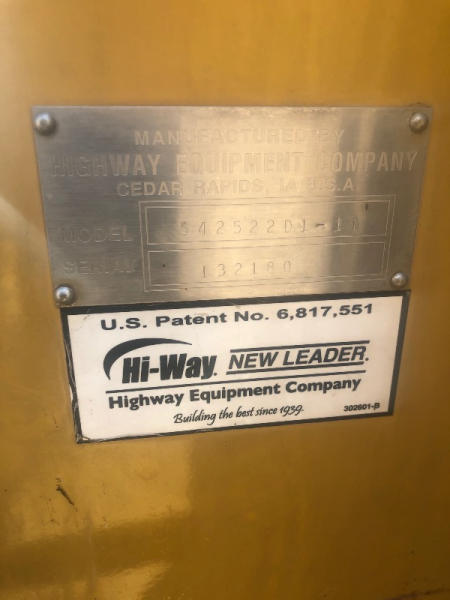 MANUFACTURED BY
HIGHWAY EQUIPMENT COMPANY
CEDAR RAPIDS, IA U.S.A.
MODEL
SERIAL 132180
U.S. Patent No. 6,817,551
Hi-Way. NEW LEADER.
Highway Equipment Company
Building the best since 1939.
302601-B